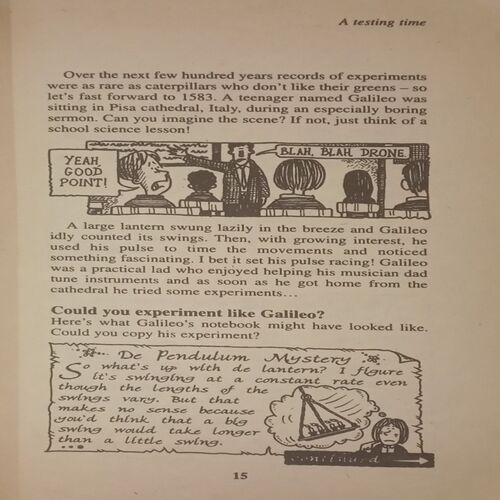 A testing time
Over the next few hundred years records of experiments
were as rare as caterpillars who don't like their greens – so
let's fast forward to 1583. A teenager named Galileo was
sitting in Pisa cathedral, Italy, during an especially boring
sermon. Can you imagine the scene? If not, just think of a
school science lesson!
YEAH,
GOOD
POINT!
BLAH, BLAH DRONE.
A large lantern swung lazily in the breeze and Galileo
idly counted its swings. Then, with growing interest, he
used his pulse to time the movements and noticed
something fascinating. I bet it set his pulse racing! Galileo
was a practical lad who enjoyed helping his musician dad
tune instruments and as soon as he got home from the
cathedral he tried some experiments...
Could you experiment like Galileo?
Here's what Galileo's notebook might have looked like.
Could you copy his experiment?
De Pendulum Mystery
So what's up with de lantern? I figure
it's swinging at a constant rate even
though the lengths of the
swings vary. But that
makes no sense because
you'd think that a big
swing would take longer
than a little swing.
...
continued
15